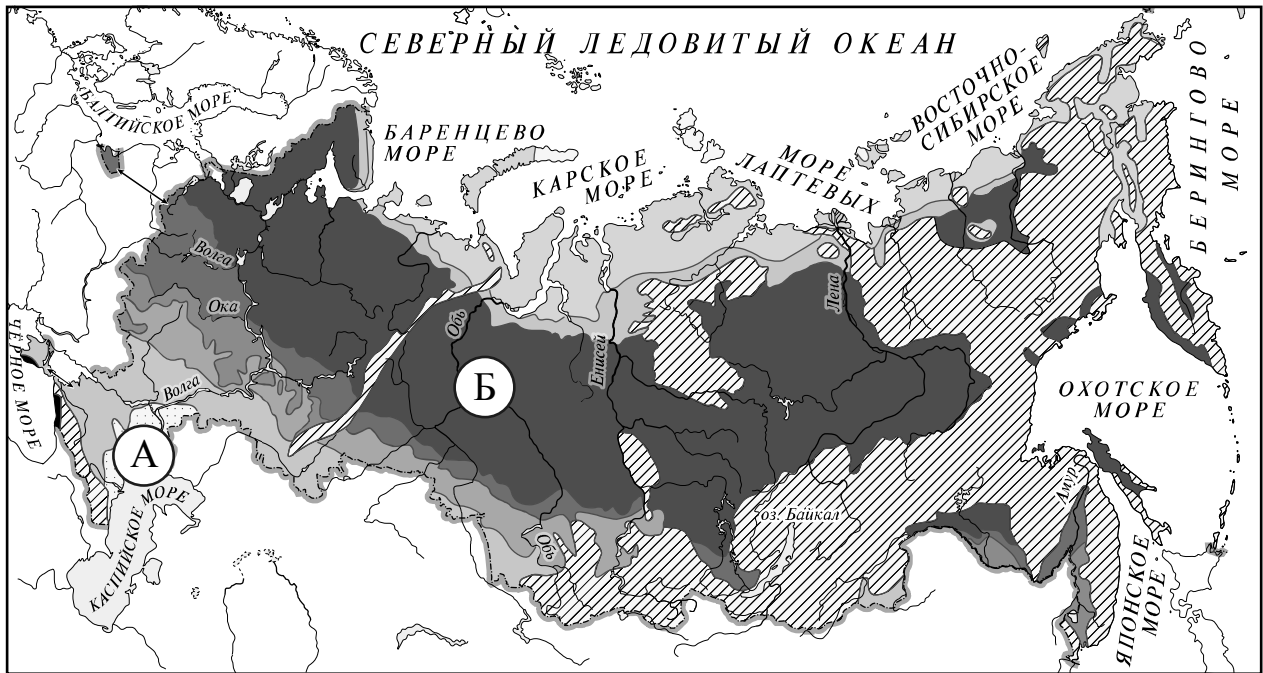 СЕВЕРНЫЙ ЛЕДОВИТЫЙ ОКЕАН
БАЛТИЙСКОЕ МОРЕ
БАРЕНЦЕВО
МОРЕ
КАРСКОЕ
МОРЕ
МОРЕ
ЛАПТЕВЫХ
ВОСТОЧНО-
СИБИРСКОЕ
МОРЕ
БЕРИНГОВО
МОРЕ
Волга
Ока
Обь
Енисей
Лена
ЧЁРНОЕ МОРЕ
Волга
А
Б
ОХОТСКОЕ
МОРЕ
КАСПИЙСКОЕ МОРЕ
Обь
оз. Байкал
Амур
ЯПОНСКОЕ
МОРЕ